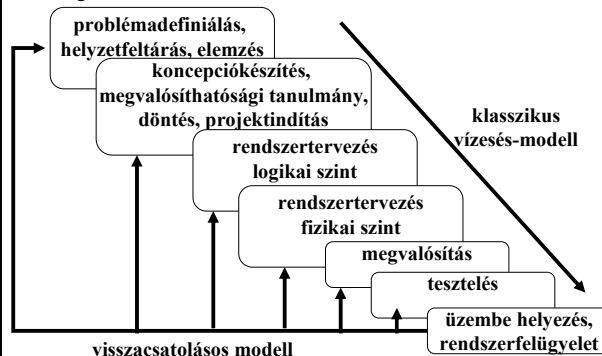 problémadefiniálás,
helyzetfeltárás, elemzés
koncepciókészítés,
megvalósíthatósági tanulmány,
döntés, projektindítás
klasszikus
vízesés-modell
rendszertervezés
logikai szint
rendszertervezés
fizikai szint
megvalósítás
tesztelés
üzembe helyezés,
rendszerfelügyelet
visszacsatolásos modell